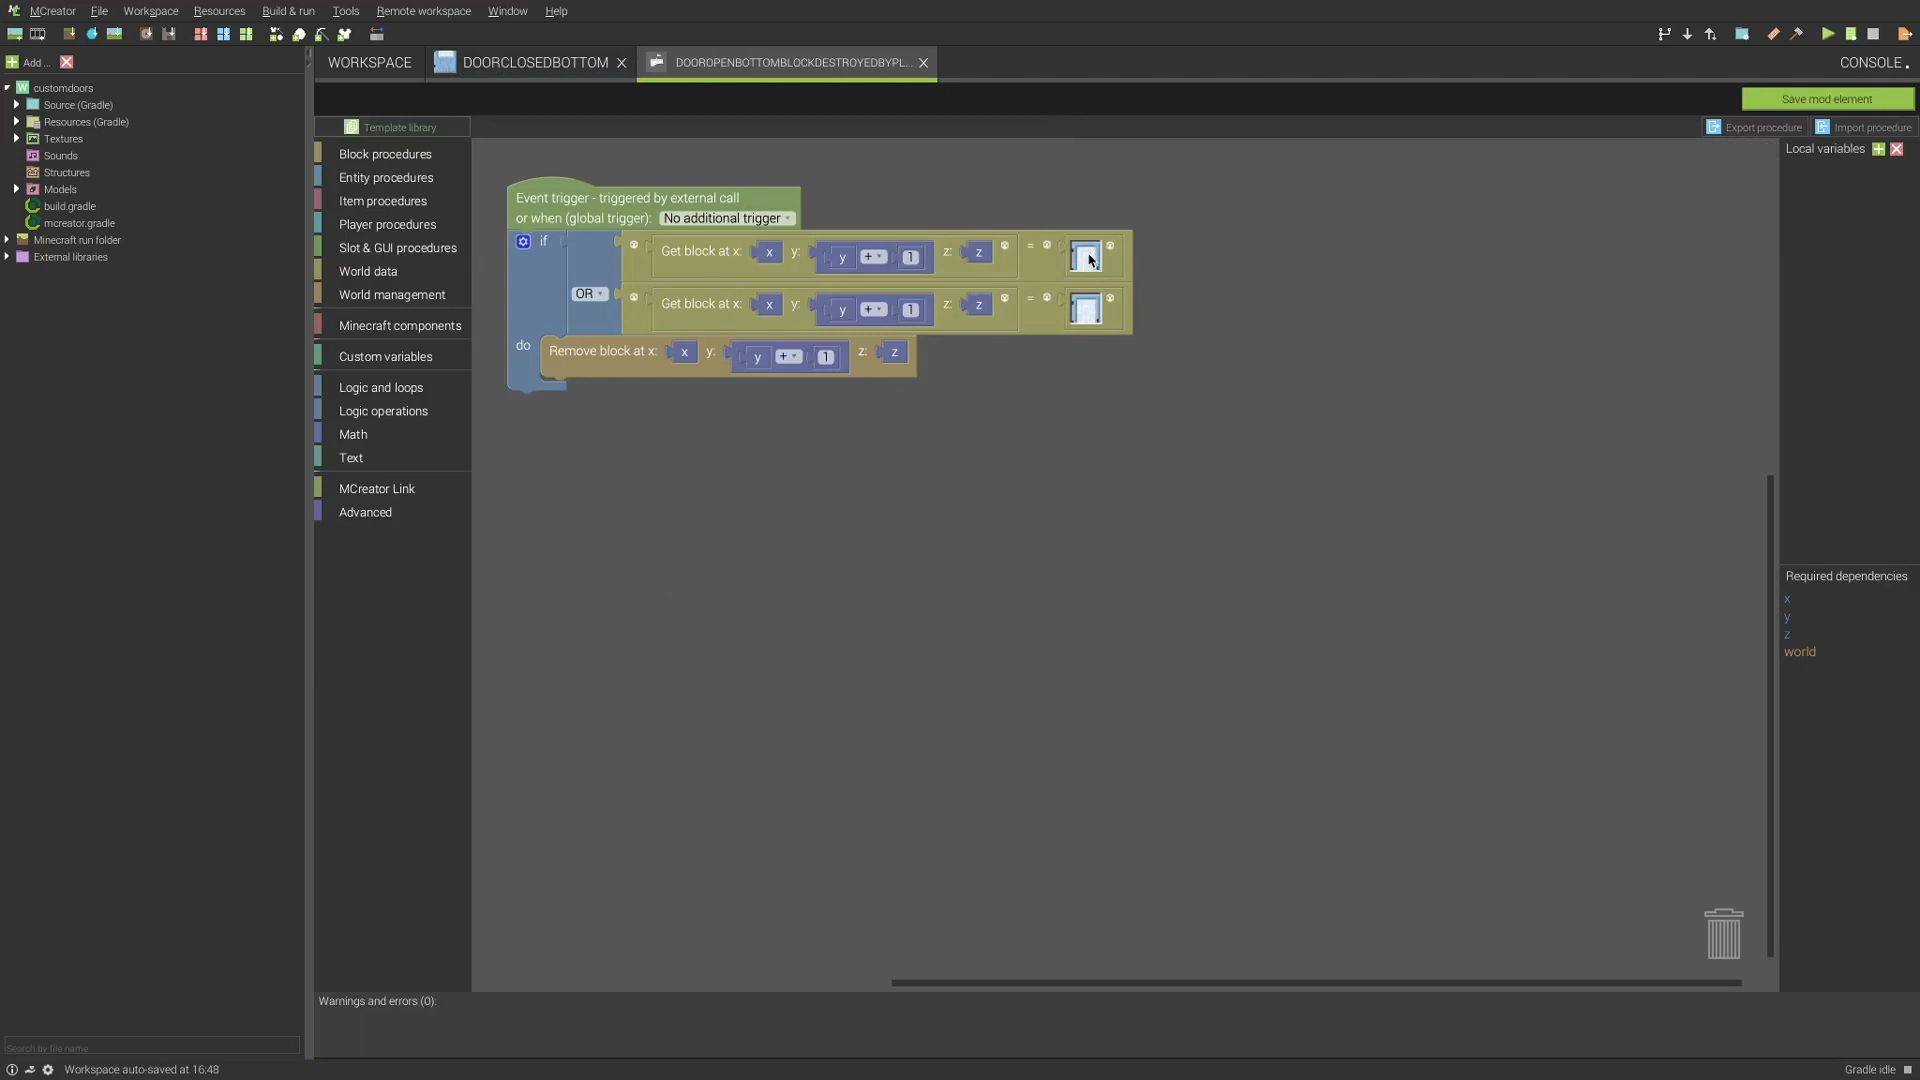 MCreator File Workspace Resources Build & run Tools Remote workspace Window Help
Add ...
WORKSPACE DOORCLOSEDBOTTOM DOOROPENBOTTOMBLOCKDESTROYEDBYPL... CONSOLE
Save mod element
Template library
Export procedure Import procedure
customdoors
Source (Gradle)
Resources (Gradle)
Textures
Sounds
Structures
Models
build.gradle
mcreator.gradle
Minecraft run folder
External libraries
Block procedures
Entity procedures
Item procedures
Player procedures
Slot & GUI procedures
World data
World management
Minecraft components
Custom variables
Logic and loops
Logic operations
Math
Text
MCreator Link
Advanced
Event trigger - triggered by external call
or when (global trigger): No additional trigger
if Get block at x: x y: y + 1 z: z =
OR Get block at x: x y: y + 1 z: z =
do Remove block at x: x y: y + 1 z: z
Local variables
Required dependencies
x
y
z
world
Warnings and errors (0):
Search by file name
Workspace auto-saved at 16:48
Gradle idle